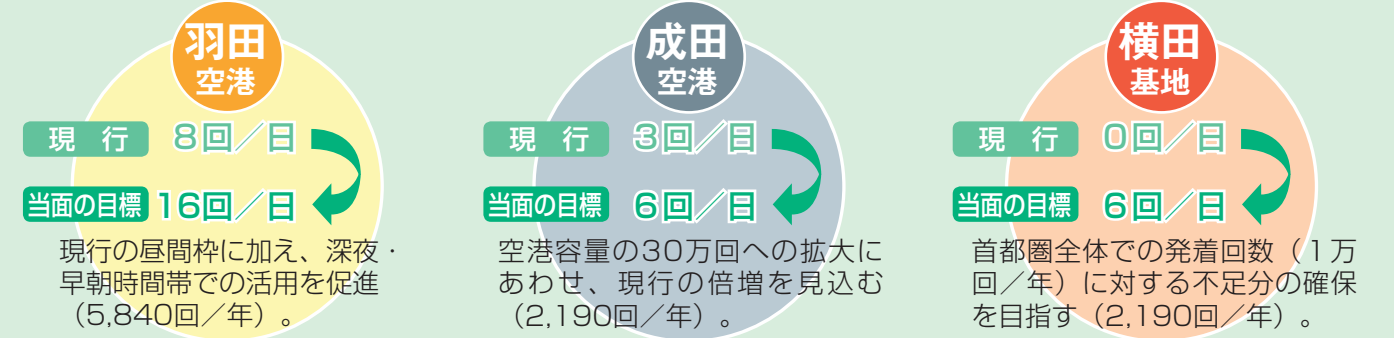 羽田
空港
現　行　8回／日
当面の目標　16回／日
現行の昼間枠に加え、深夜・
早朝時間帯での活用を促進
（5,840回／年）。
成田
空港
現　行　3回／日
当面の目標　6回／日
空港容量の30万回への拡大に
あわせ、現行の倍増を見込む
（2,190回／年）。
横田
基地
現　行　0回／日
当面の目標　6回／日
首都圏全体での発着回数（1万
回／年）に対する不足分の確保
を目指す（2,190回／年）。